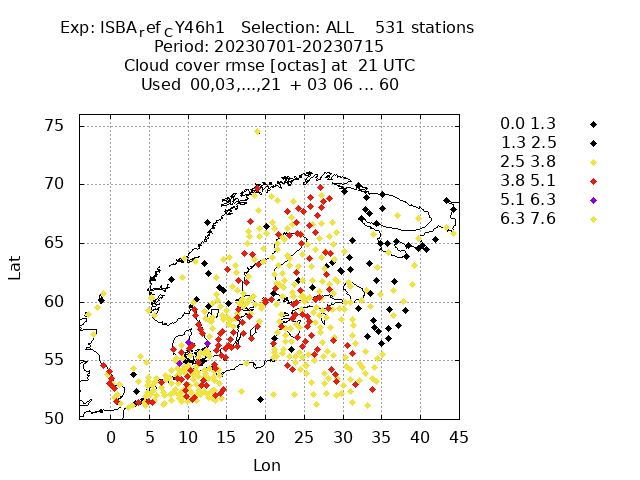 Exp: ISBArefCY46h1 Selection: ALL 531 stations
Period: 20230701-20230715
Cloud cover rmse [octas] at 21 UTC
Used 00,03,...,21 + 03 06 ... 60
75
70
65
60
55
50
Lat
0 5 10 15 20 25 30 35 40 45
Lon
0.0 1.3
1.3 2.5
2.5 3.8
3.8 5.1
5.1 6.3
6.3 7.6